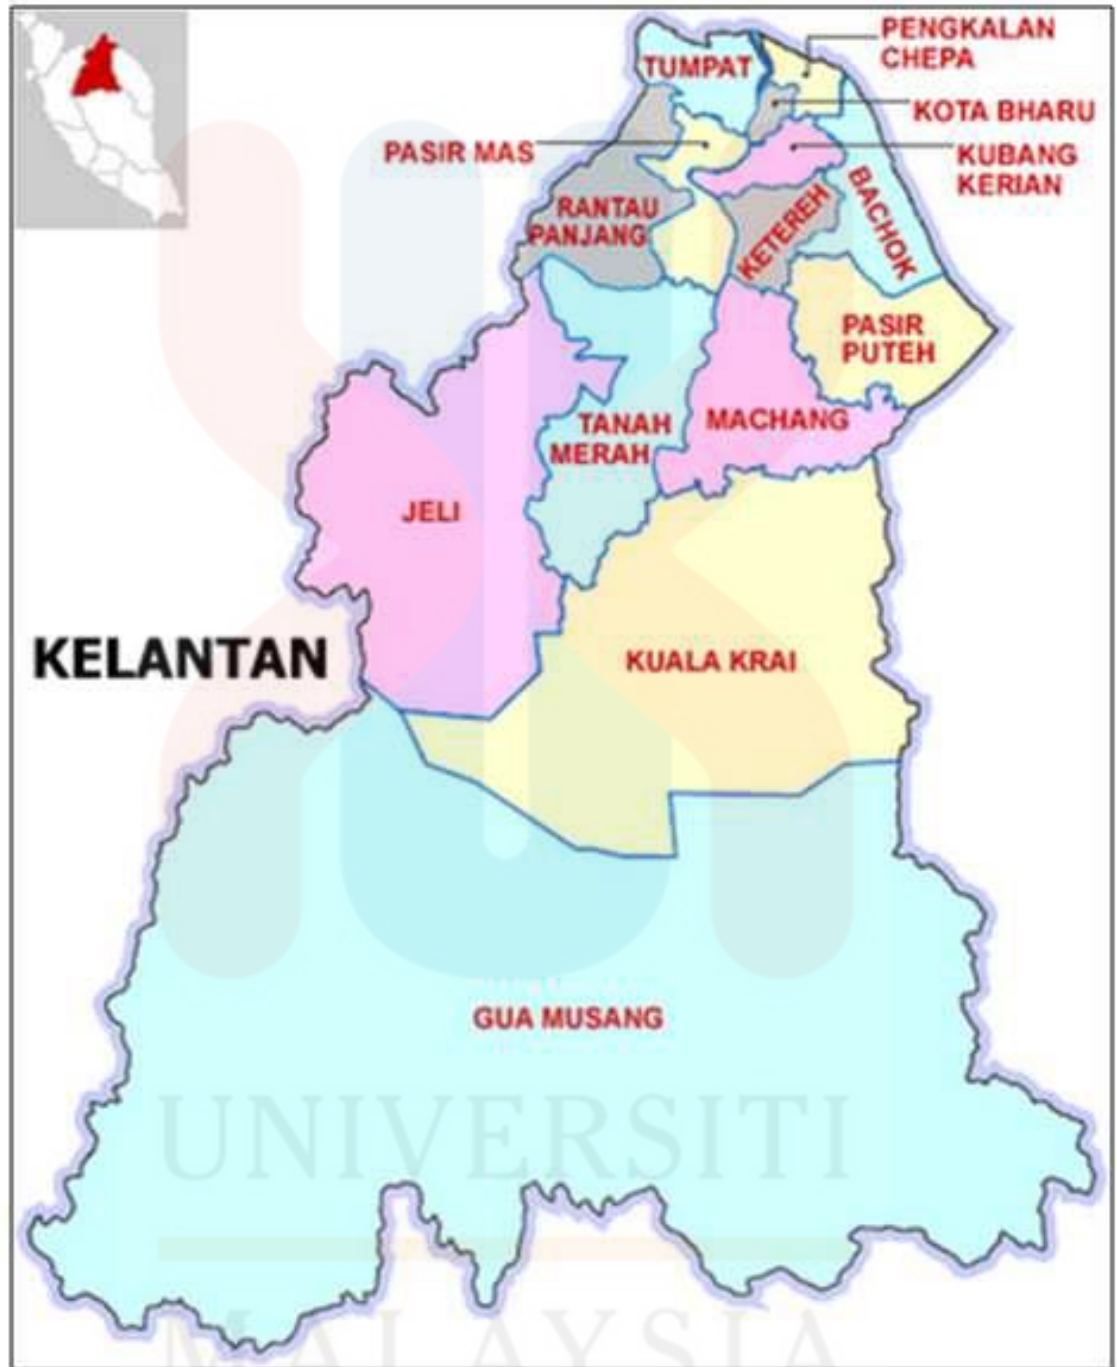 PENGKALAN
CHEPA
TUMPAT
KOTA BHARU
PASIR MAS
KUBANG
KERIAN
BACHOK
RANTAU
PANJANG
KETEREH
PASIR
PUTEH
TANAH
MERAH
MACHANG
JELI
KELANTAN
KUALA KRAI
GUA MUSANG
UNIVERSITI
MALAYSIA